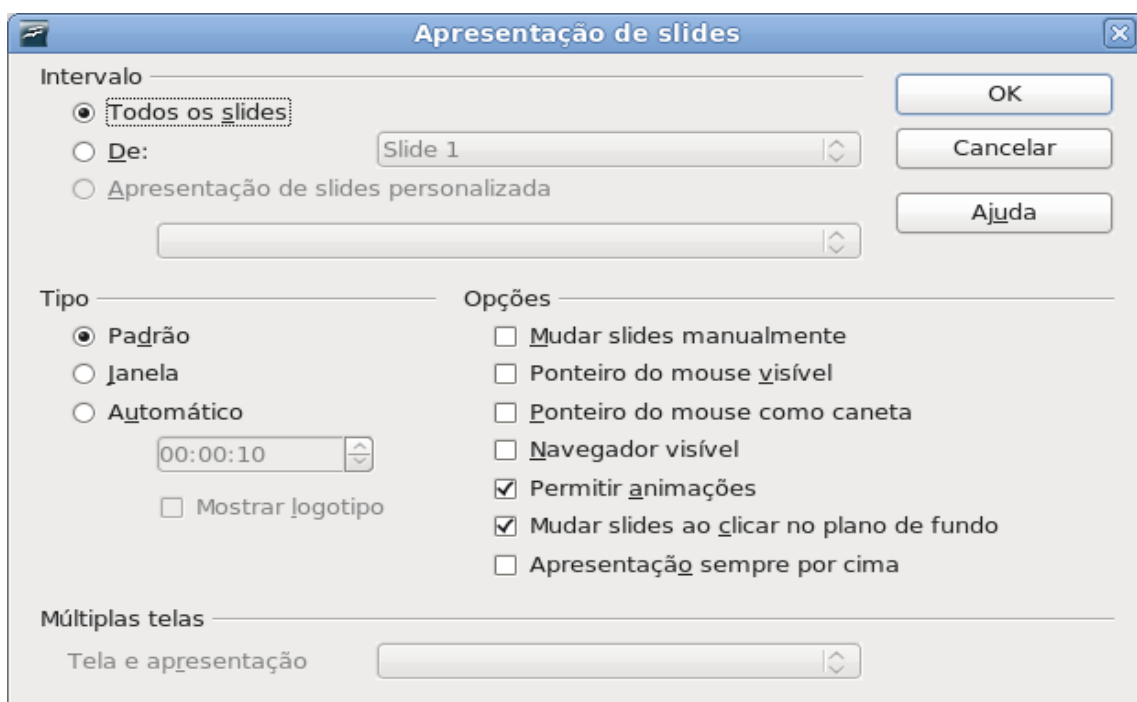 Apresentação de slides
Intervalo
Todos os slides
De: Slide 1
Apresentação de slides personalizada
OK
Cancelar
Ajuda
Tipo
Padrão
Janela
Automático
00:00:10
Mostrar logotipo
Opções
Mudar slides manualmente
Ponteiro do mouse visível
Ponteiro do mouse como caneta
Navegador visível
Permitir animações
Mudar slides ao clicar no plano de fundo
Apresentação sempre por cima
Múltiplas telas
Tela e apresentação